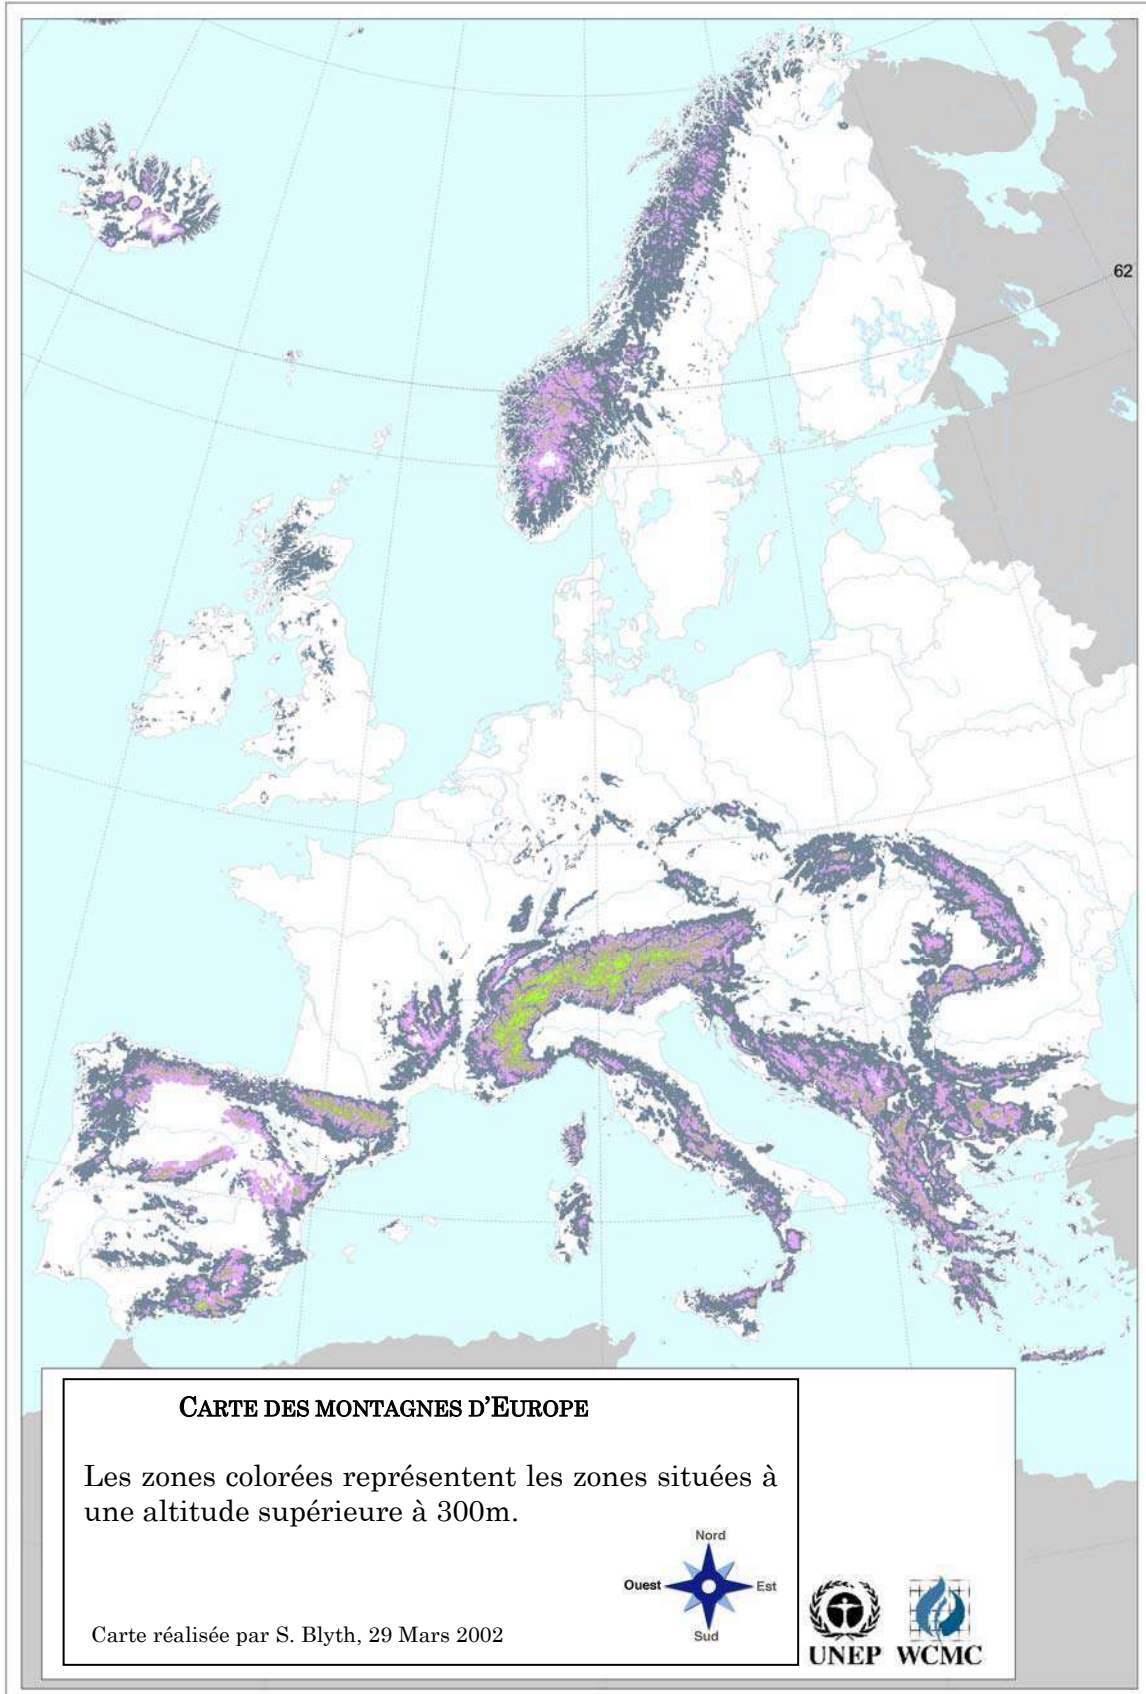 62
CARTE DES MONTAGNES D'EUROPE
Les zones colorées représentent les zones situées à
une altitude supérieure à 300m.
Nord
Ouest
Est
Sud
Carte réalisée par S. Blyth, 29 Mars 2002
UNEP WCMC